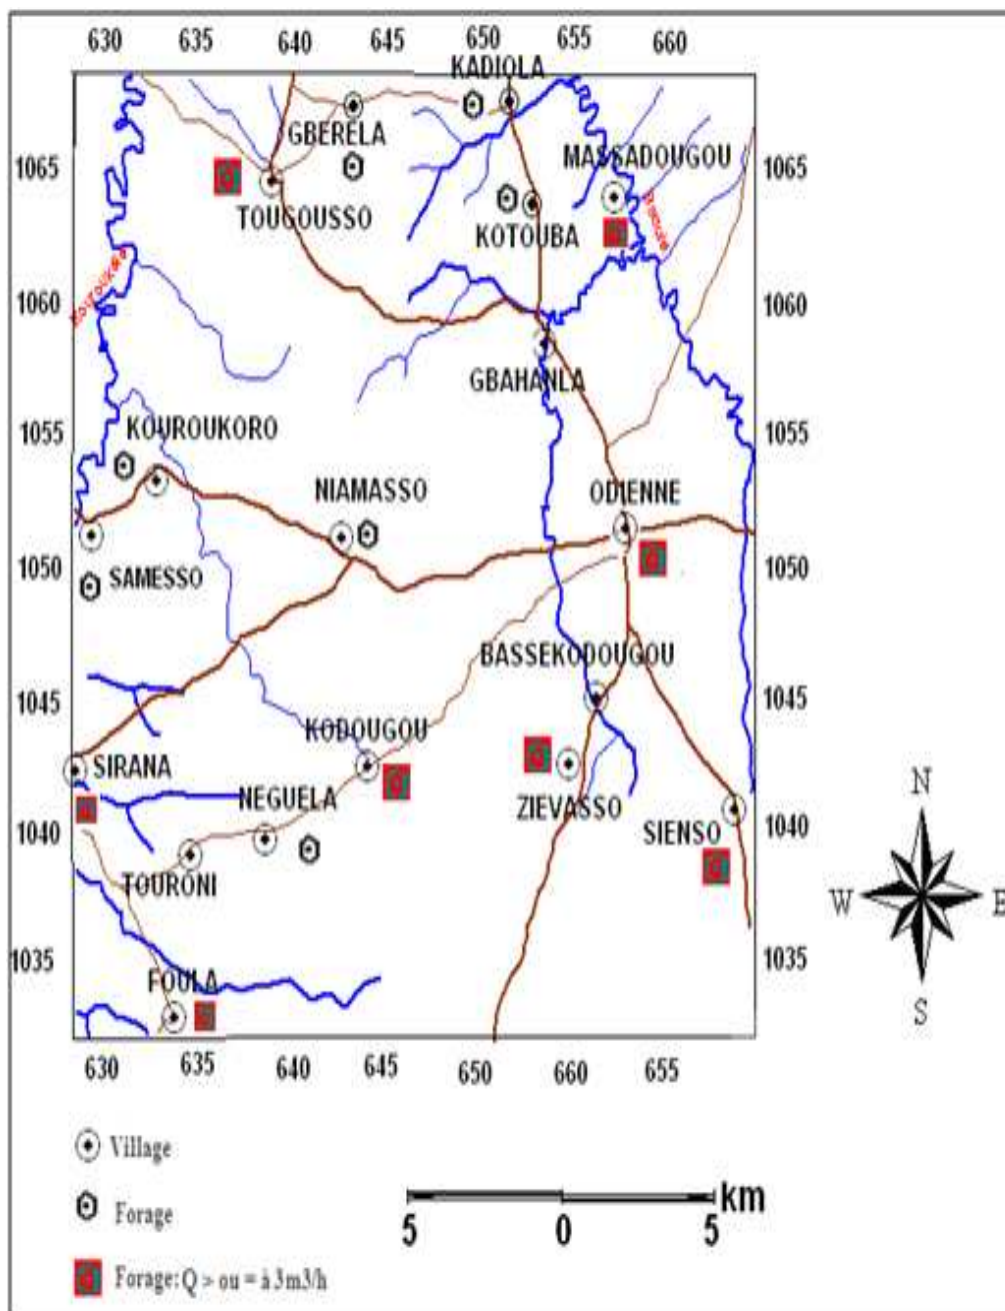 630 635 640 645 650 655 660
KADIOLA
GBERELA
1065 MASSADOUGOU 1065
TOUGOUSSO
KOTOUBA
1060 1060
GBAHANLA
1055 KOUROUKORO 1055
NIAMASSO ODIENNE
1050 SAMESSO 1050
BASSEKODOUGOU
1045 KODOUGOU 1045
SIRANA
NEGUELA ZIEVASSO
1040 SIENSO 1040
TOURONI
1035 FOULA 1035
630 635 640 645 650 660 655
N
W E
S
Village
Forage
Forage: Q > ou = à 3m3/h
km
5 0 5